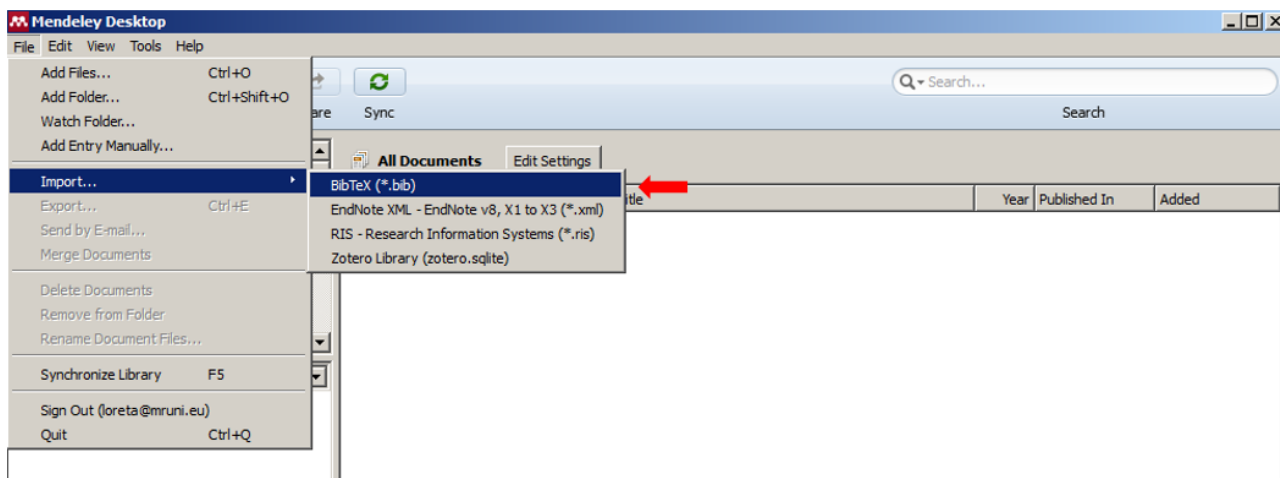 Mendeley Desktop
File Edit View Tools Help
Add Files... Ctrl+O
Add Folder... Ctrl+Shift+O
Watch Folder...
Add Entry Manually...
Import...
Export... Ctrl+E
Send by E-mail...
Merge Documents
Delete Documents
Remove from Folder
Rename Document Files...
Synchronize Library F5
Sign Out (loreta@mruni.eu)
Quit Ctrl+Q
are Sync
Search...
Search
All Documents Edit Settings
BibTeX (*.bib)
EndNote XML - EndNote v8, X1 to X3 (*.xml)
RIS - Research Information Systems (*.ris)
Zotero Library (zotero.sqlite)
itle Year Published In Added